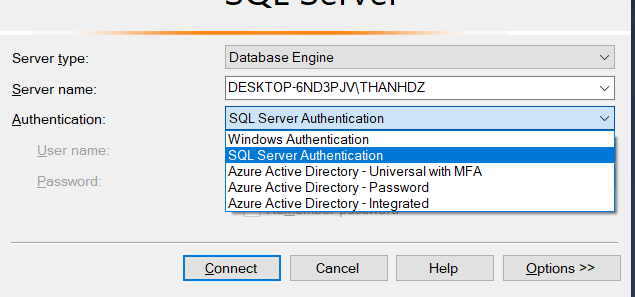 SQL Server
Server type: Database Engine
Server name: DESKTOP-6ND3PJV\THANHDZ
Authentication: SQL Server Authentication
Windows Authentication
User name: SQL Server Authentication
Azure Active Directory - Universal with MFA
Password: Azure Active Directory - Password
Azure Active Directory - Integrated
Remember password
Connect Cancel Help Options >>